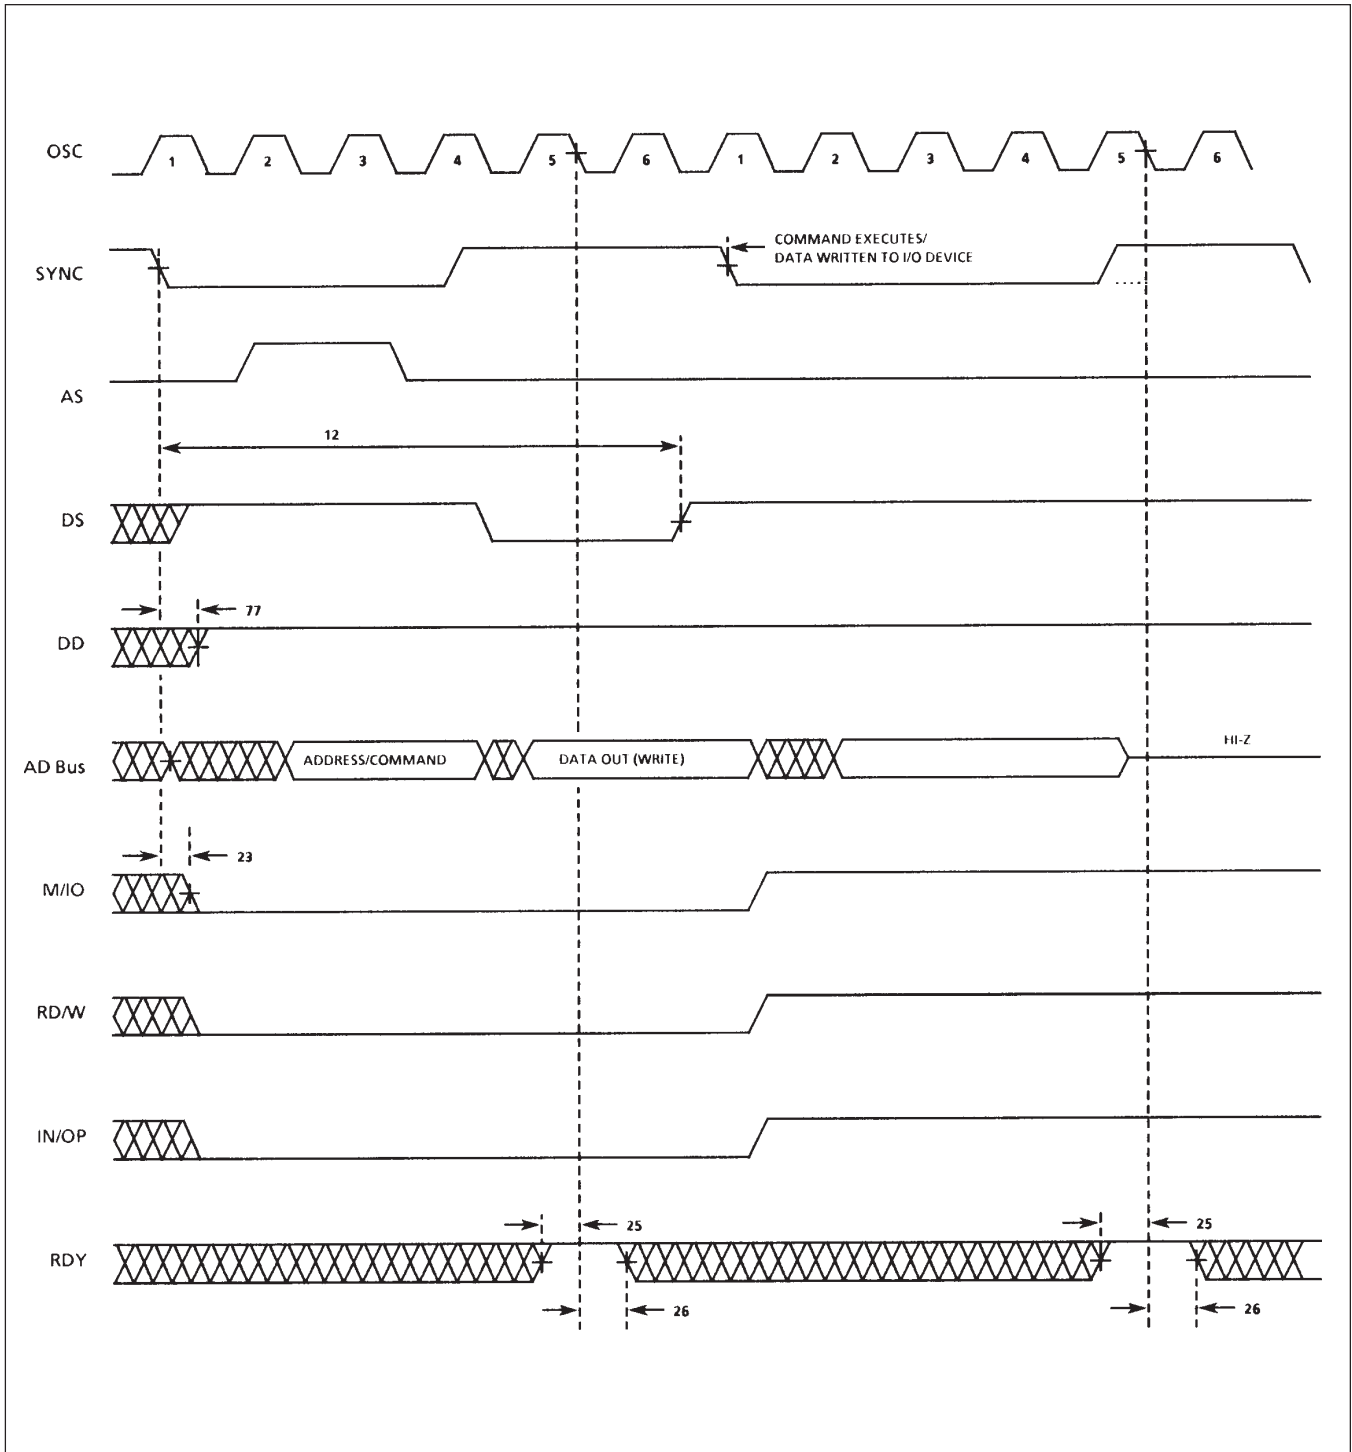 OSC
1 2 3 4 5 6 1 2 3 4 5 6
SYNC
COMMAND EXECUTES/
DATA WRITTEN TO I/O DEVICE
AS
12
DS
77
DD
AD Bus
ADDRESS/COMMAND
DATA OUT (WRITE)
HI-Z
23
M/IO
RD/W
IN/OP
25
25
RDY
26
26